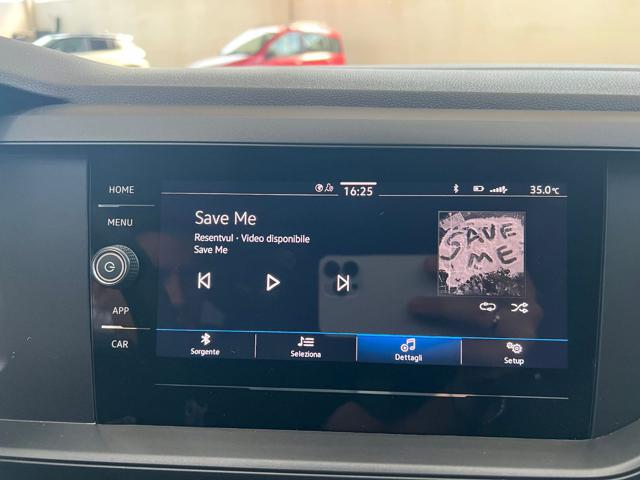 HOME
MENU
APP
CAR
16:25
35.0°C
Save Me
Resentvul • Video disponibile
Save Me
SAVE
ME
Sorgente
Seleziona
Dettagli
Setup